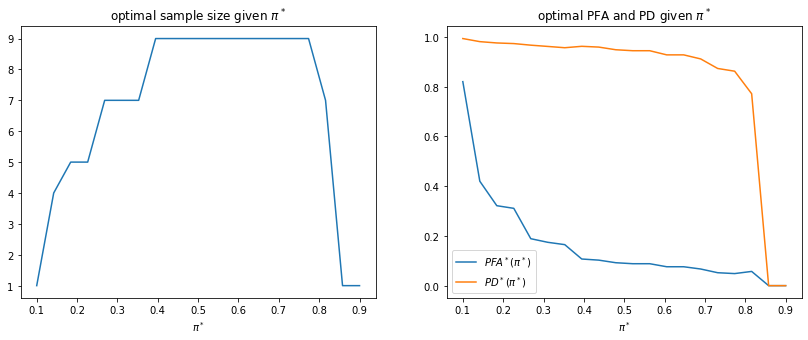 optimal sample size given π*
9
8
7
6
5
4
3
2
1
0.1 0.2 0.3 0.4 0.5 0.6 0.7 0.8 0.9
π*
optimal PFA and PD given π*
1.0
0.8
0.6
0.4
0.2
0.0
PFA*(π*)
PD*(π*)
0.1 0.2 0.3 0.4 0.5 0.6 0.7 0.8 0.9
π*